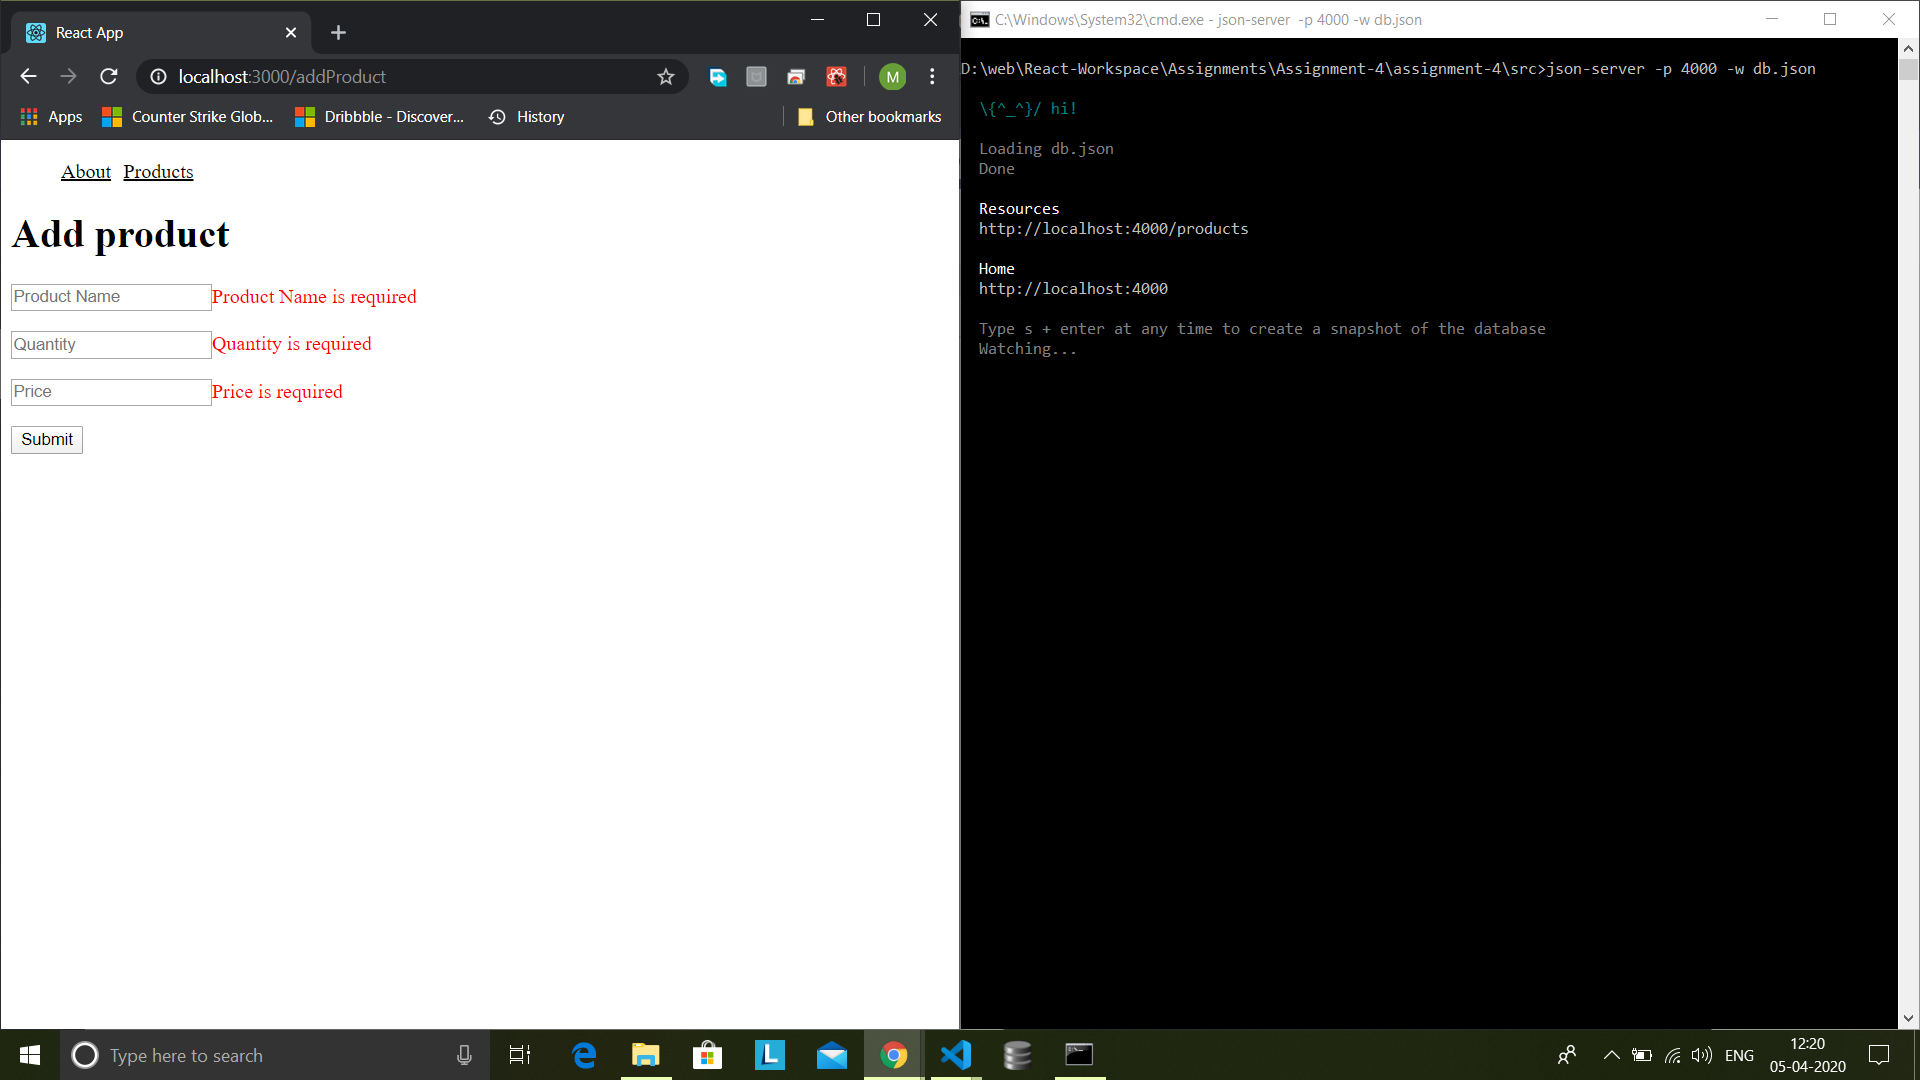 React App
localhost:3000/addProduct
M
Apps
Counter Strike Glob...
Dribbble - Discover...
History
Other bookmarks
About Products
Add product
Product Name Product Name is required
Quantity Quantity is required
Price Price is required
Submit
C:\Windows\System32\cmd.exe - json-server  -p 4000 -w db.json
D:\web\React-Workspace\Assignments\Assignment-4\assignment-4\src>json-server -p 4000 -w db.json
\{^_^}/ hi!
Loading db.json
Done
Resources
http://localhost:4000/products
Home
http://localhost:4000
Type s + enter at any time to create a snapshot of the database
Watching...
Type here to search
L
ENG
12:20
05-04-2020